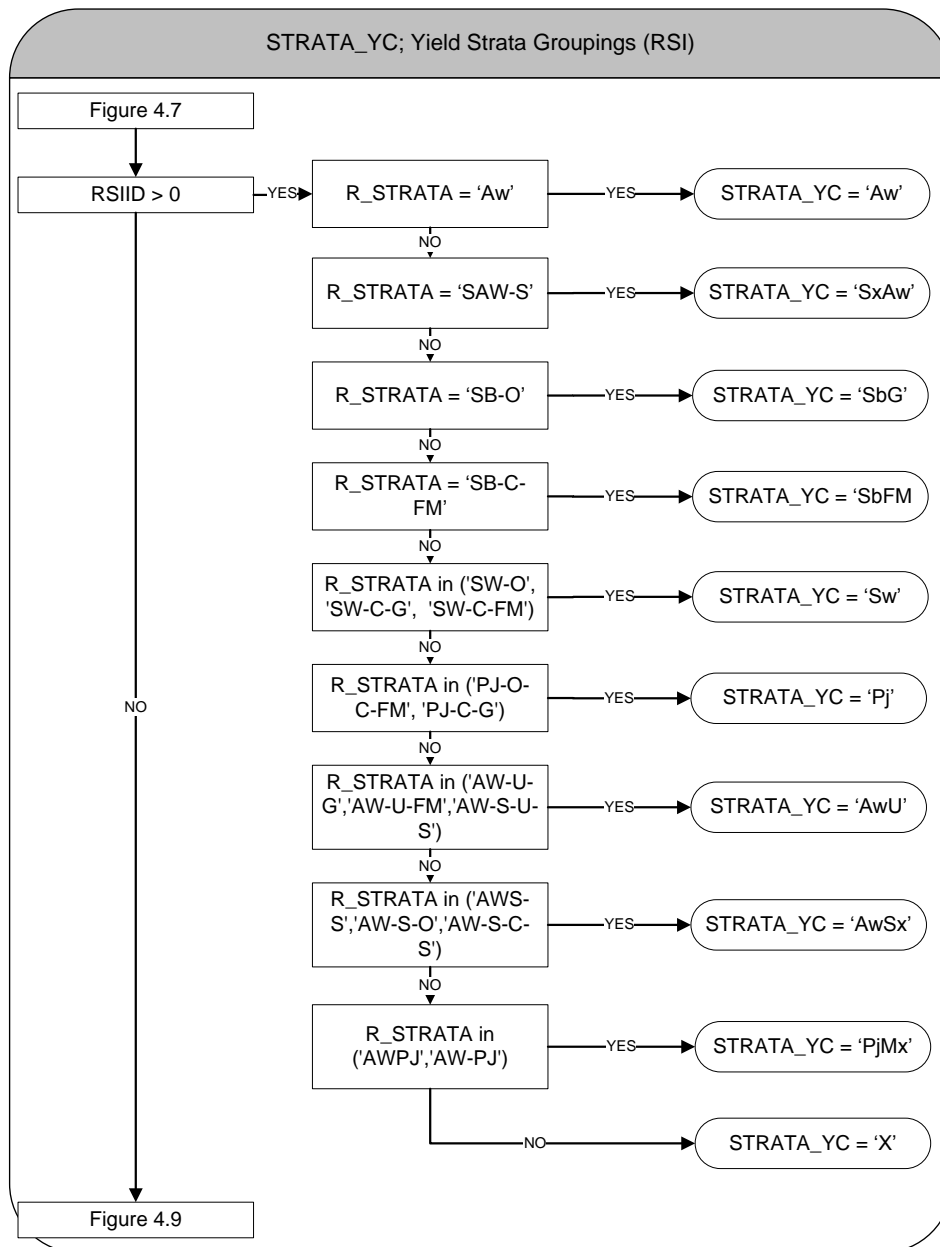 STRATA_YC; Yield Strata Groupings (RSI)
Figure 4.7
RSIID > 0
YES
R_STRATA = ‘Aw’
YES
STRATA_YC = ‘Aw’
NO
R_STRATA = ‘SAW-S’
YES
STRATA_YC = ‘SxAw’
NO
R_STRATA = ‘SB-O’
YES
STRATA_YC = ‘SbG’
NO
R_STRATA = ‘SB-C-
FM’
YES
STRATA_YC = ‘SbFM
NO
R_STRATA in ('SW-O',
'SW-C-G', 'SW-C-FM')
YES
STRATA_YC = ‘Sw’
NO
R_STRATA in ('PJ-O-
C-FM', 'PJ-C-G')
YES
STRATA_YC = ‘Pj’
NO
NO
R_STRATA in ('AW-U-
G','AW-U-FM','AW-S-U-
S')
YES
STRATA_YC = ‘AwU’
NO
R_STRATA in ('AWS-
S','AW-S-O','AW-S-C-
S')
YES
STRATA_YC = ‘AwSx’
NO
R_STRATA in
('AWPJ','AW-PJ')
YES
STRATA_YC = ‘PjMx’
NO
STRATA_YC = ‘X’
Figure 4.9